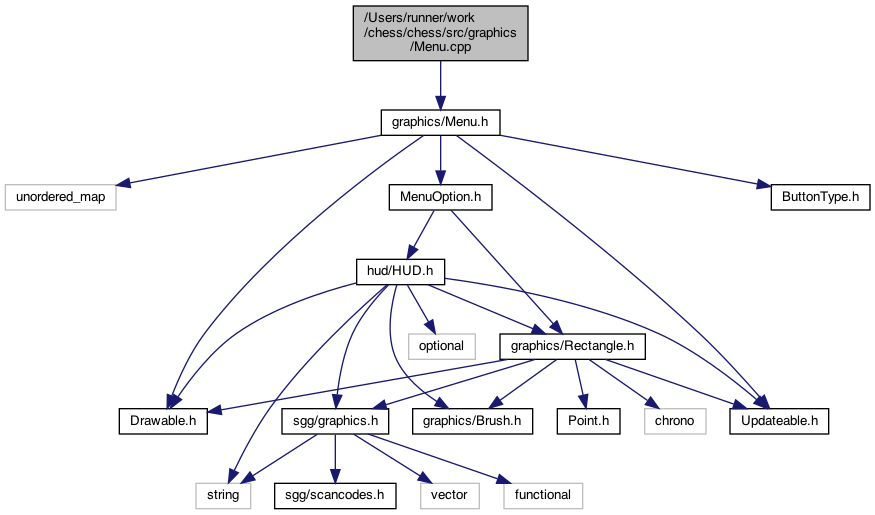 /Users/runner/work
/chess/chess/src/graphics
/Menu.cpp
graphics/Menu.h
unordered_map
MenuOption.h
ButtonType.h
hud/HUD.h
optional
graphics/Rectangle.h
Drawable.h
sgg/graphics.h
graphics/Brush.h
Point.h
chrono
Updateable.h
string
sgg/scancodes.h
vector
functional